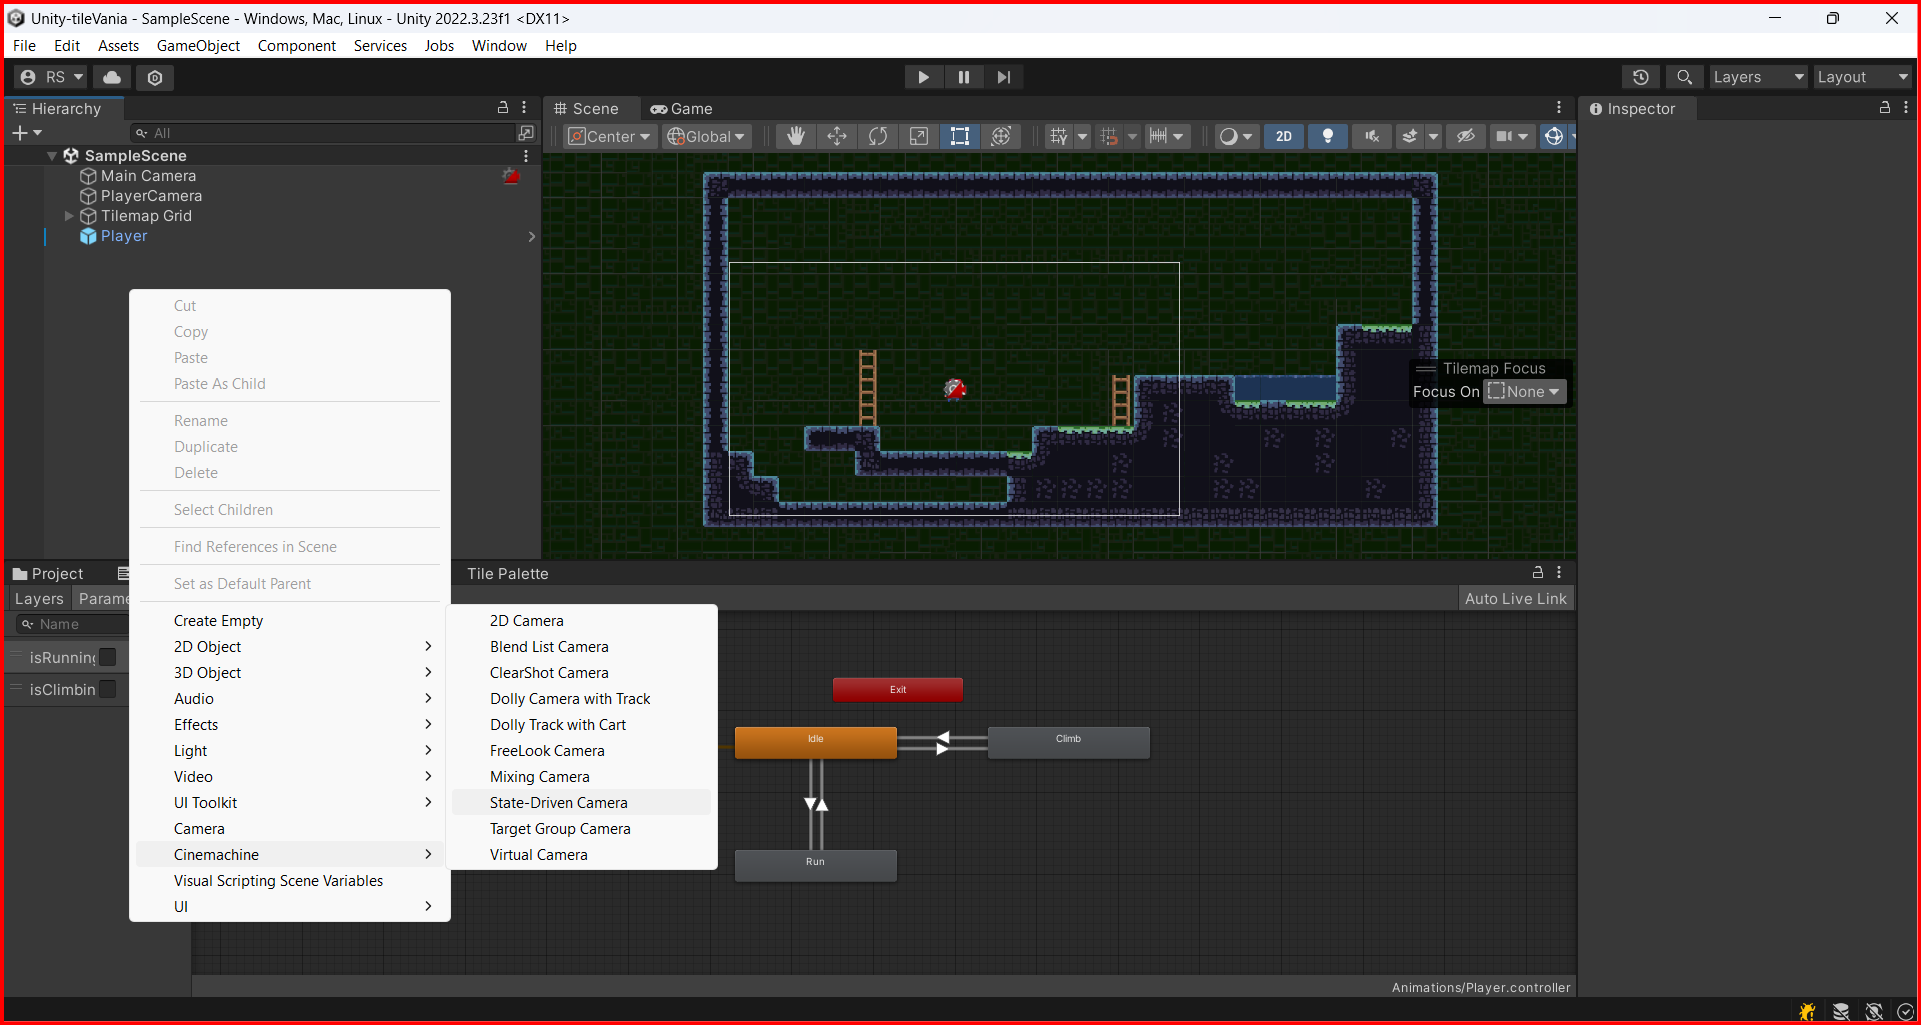 Unity-tileVania - SampleScene - Windows, Mac, Linux - Unity 2022.3.23f1 <DX11>
File Edit Assets GameObject Component Services Jobs Window Help
RS Layers Layout
Hierarchy
All
SampleScene
Main Camera
PlayerCamera
Tilemap Grid
Player
Scene Game
Center Global 2D
Inspector
Tilemap Focus
Focus On None
Cut
Copy
Paste
Paste As Child
Rename
Duplicate
Delete
Select Children
Find References in Scene
Set as Default Parent
Create Empty
2D Object
3D Object
Audio
Effects
Light
Video
UI Toolkit
Camera
Cinemachine
Visual Scripting Scene Variables
UI
2D Camera
Blend List Camera
ClearShot Camera
Dolly Camera with Track
Dolly Track with Cart
FreeLook Camera
Mixing Camera
State-Driven Camera
Target Group Camera
Virtual Camera
Project
Tile Palette
Layers Parame
Auto Live Link
Name
isRunning
isClimbin
Exit
Idle
Climb
Run
Animations/Player.controller